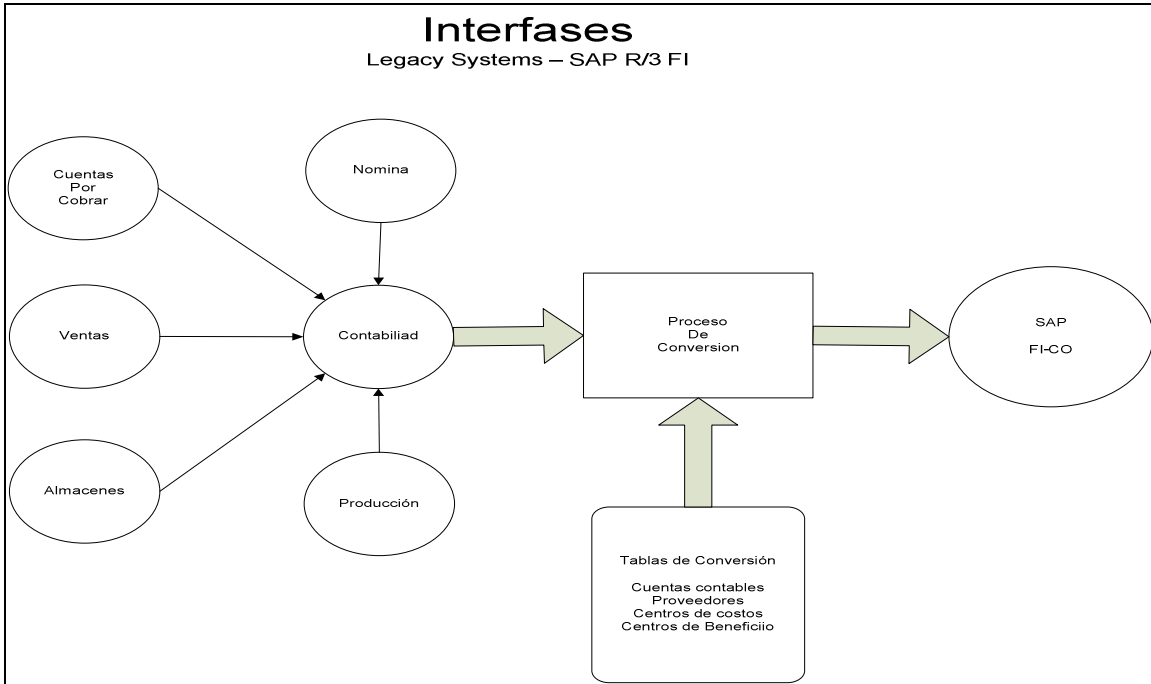 Interfases
Legacy Systems – SAP R/3 FI
Cuentas
Por
Cobrar
Nomina
Ventas
Contabiliad
Proceso
De
Conversion
SAP
FI-CO
Almacenes
Producción
Tablas de Conversión
Cuentas contables
Proveedores
Centros de costos
Centros de Beneficiio